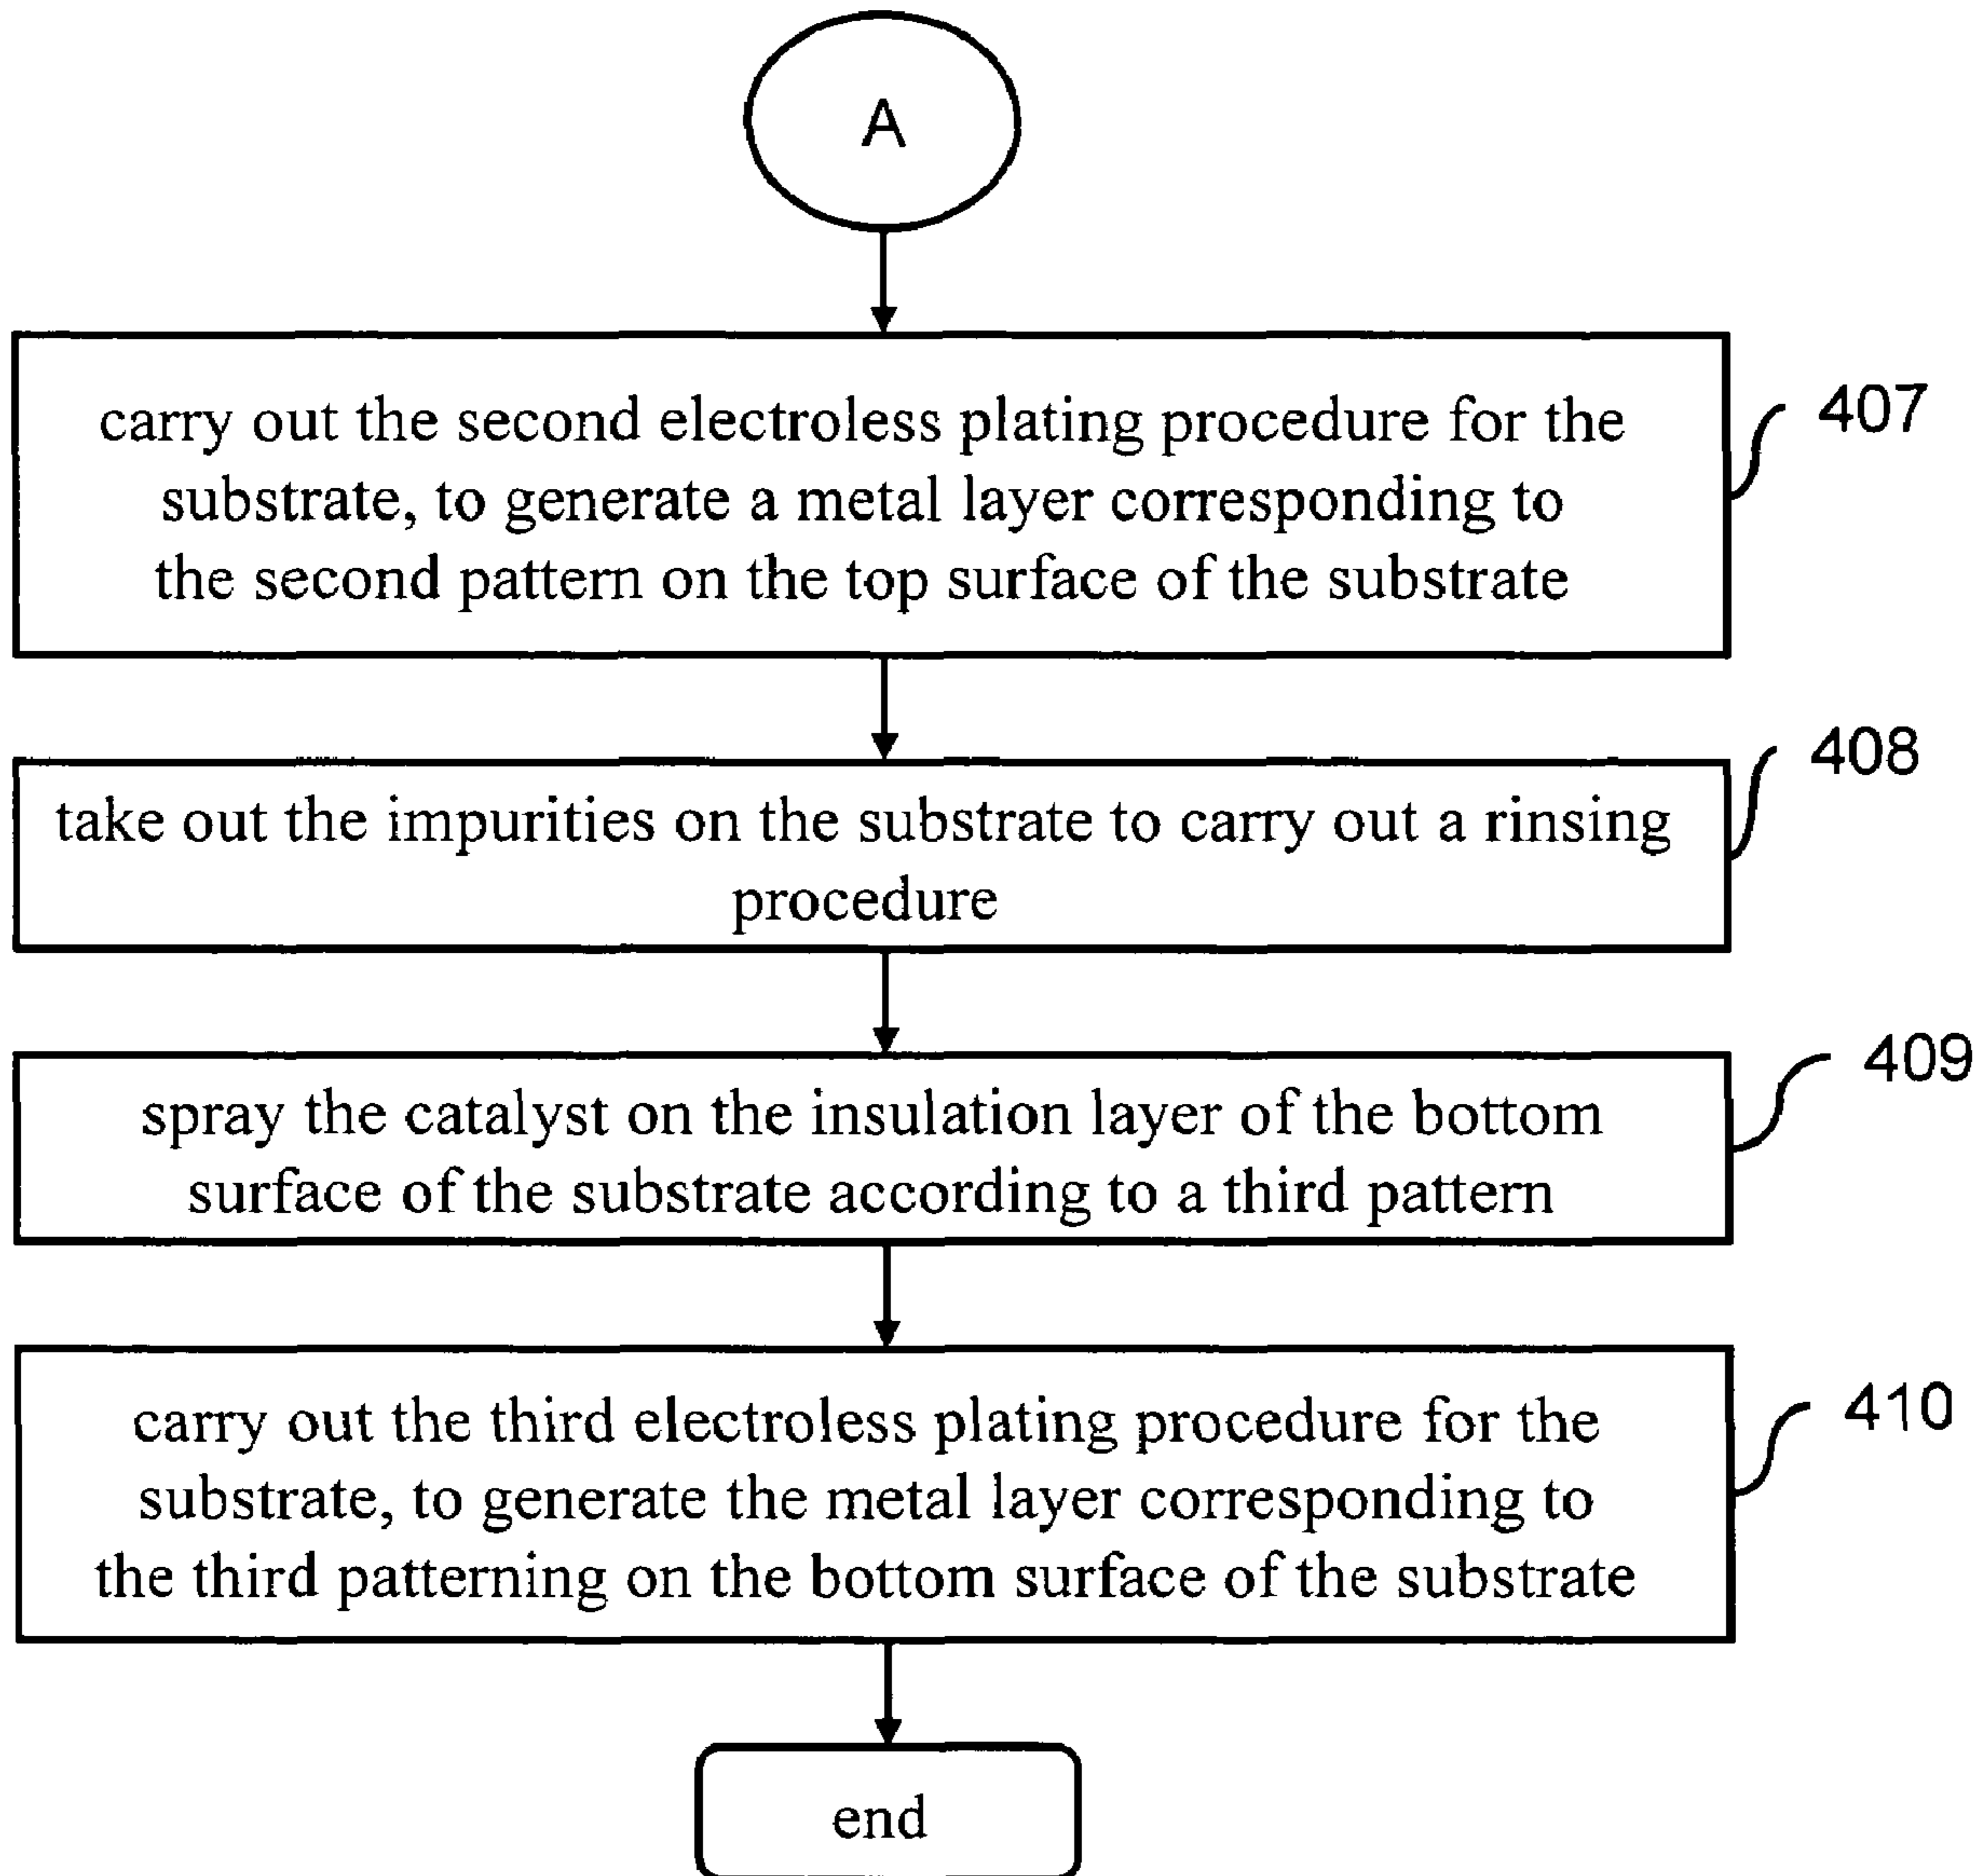 A
carry out the second electroless plating procedure for the
substrate, to generate a metal layer corresponding to
the second pattern on the top surface of the substrate
407
take out the impurities on the substrate to carry out a rinsing
procedure
408
spray the catalyst on the insulation layer of the bottom
surface of the substrate according to a third pattern
409
carry out the third electroless plating procedure for the
substrate, to generate the metal layer corresponding to
the third patterning on the bottom surface of the substrate
410
end